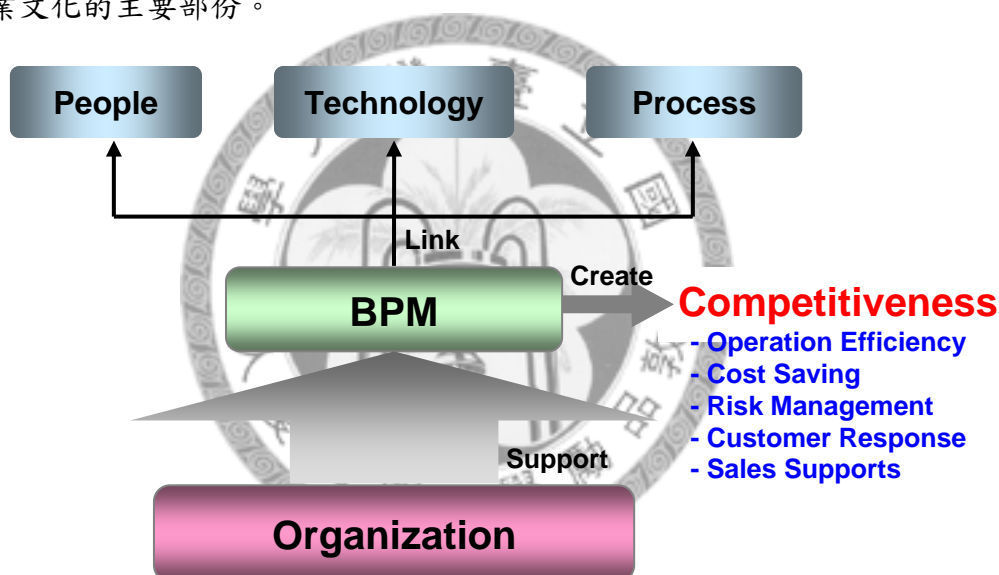 業文化的主要部份。
People
Technology
Process
Link
Create
BPM
Competitiveness
- Operation Efficiency
- Cost Saving
- Risk Management
- Customer Response
- Sales Supports
Support
Organization